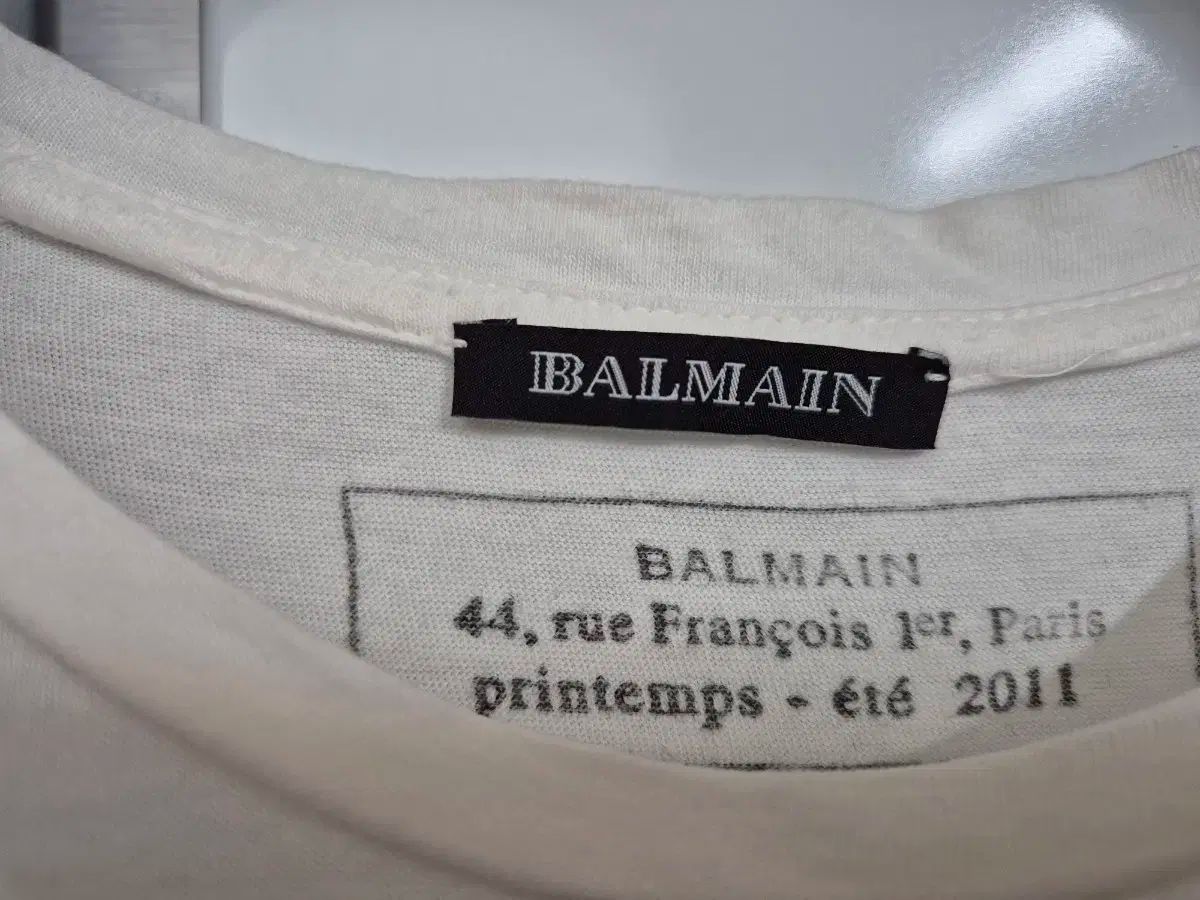 BALMAIN
BALMAIN
44, rue François 1er, Paris
printemps - été 2011